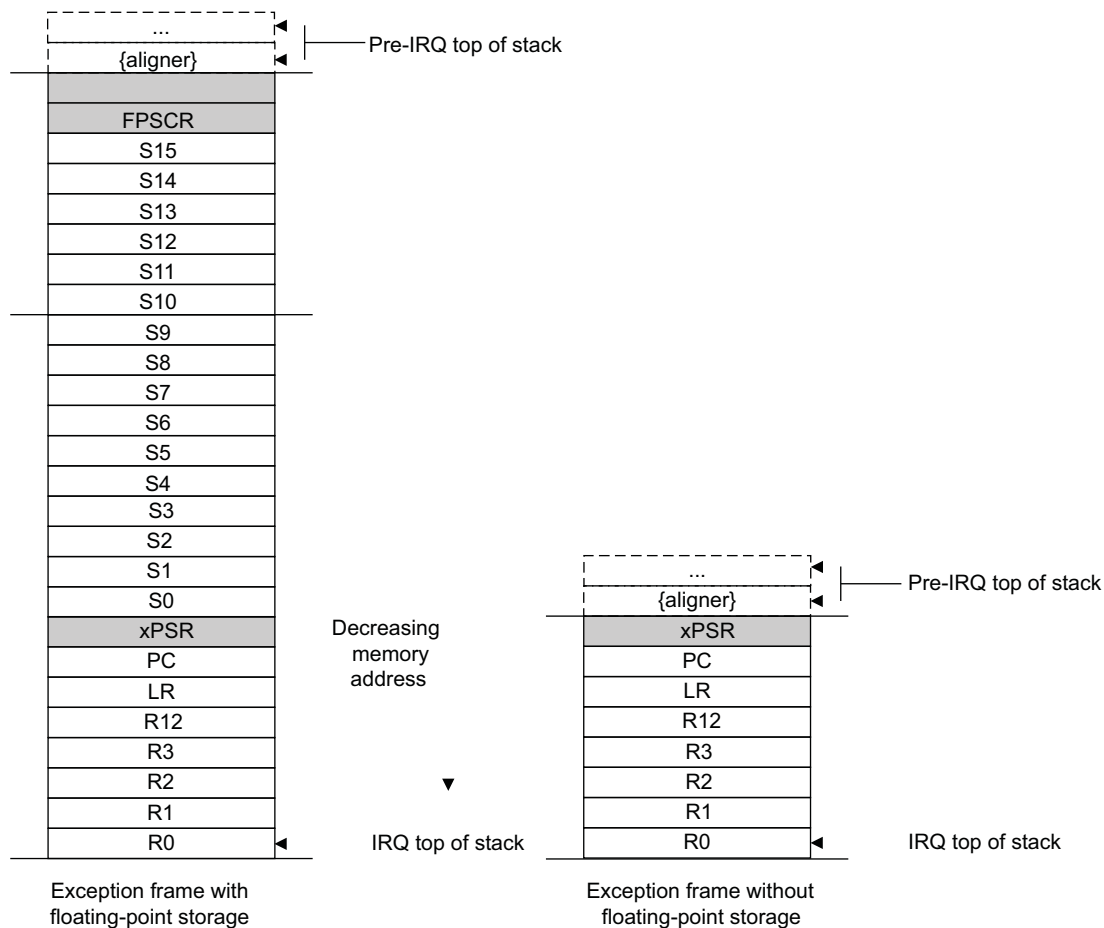 ...
Pre-IRQ top of stack
{aligner}
FPSCR
S15
S14
S13
S12
S11
S10
S9
S8
S7
S6
S5
S4
S3
S2
S1
S0
xPSR
PC
LR
R12
R3
R2
R1
R0
IRQ top of stack
Exception frame with
floating-point storage
Decreasing
memory
address
...
Pre-IRQ top of stack
{aligner}
xPSR
PC
LR
R12
R3
R2
R1
R0
IRQ top of stack
Exception frame without
floating-point storage